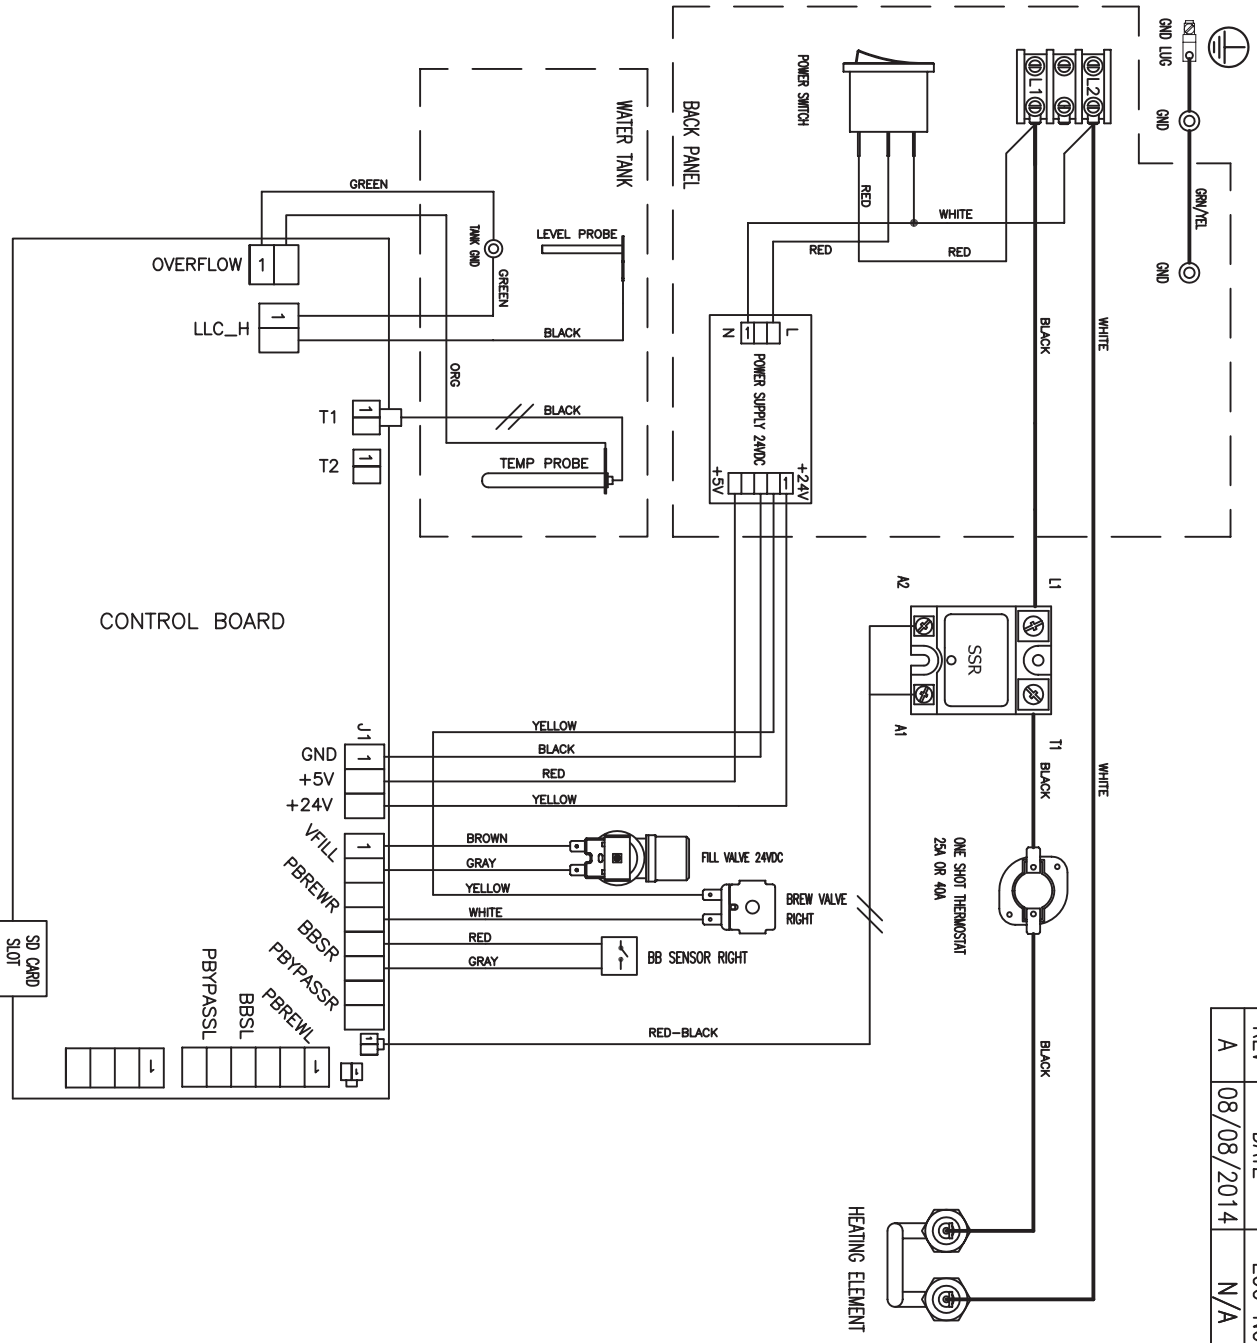 GND LUG
GND
GRN/YEL
GND
L1
L2
POWER SWITCH
BACK PANEL
WATER TANK
RED
WHITE
RED
RED
BLACK
WHITE
GREEN
TANK GND
GREEN
LEVEL PROBE
OVERFLOW
1
LLC_H
1
BLACK
ORG
N
1
L
POWER SUPPLY 24VDC
+5V
1
+24V
T1
1
BLACK
T2
1
TEMP PROBE
CONTROL BOARD
A2
L1
SSR
A1
T1
BLACK
WHITE
J1
GND
1
+5V
+24V
YELLOW
BLACK
RED
YELLOW
VFILL
1
PBREWR
BBSR
PBYPASSR
BROWN
GRAY
YELLOW
WHITE
RED
GRAY
FILL VALVE 24VDC
BREW VALVE
RIGHT
BB SENSOR RIGHT
ONE SHOT THERMOSTAT
25A OR 40A
RED-BLACK
BLACK
SD CARD
SLOT
PBYPASSL
BBSL
PBREWL
1
1
1
1
HEATING ELEMENT
A
08/08/2014
N/A